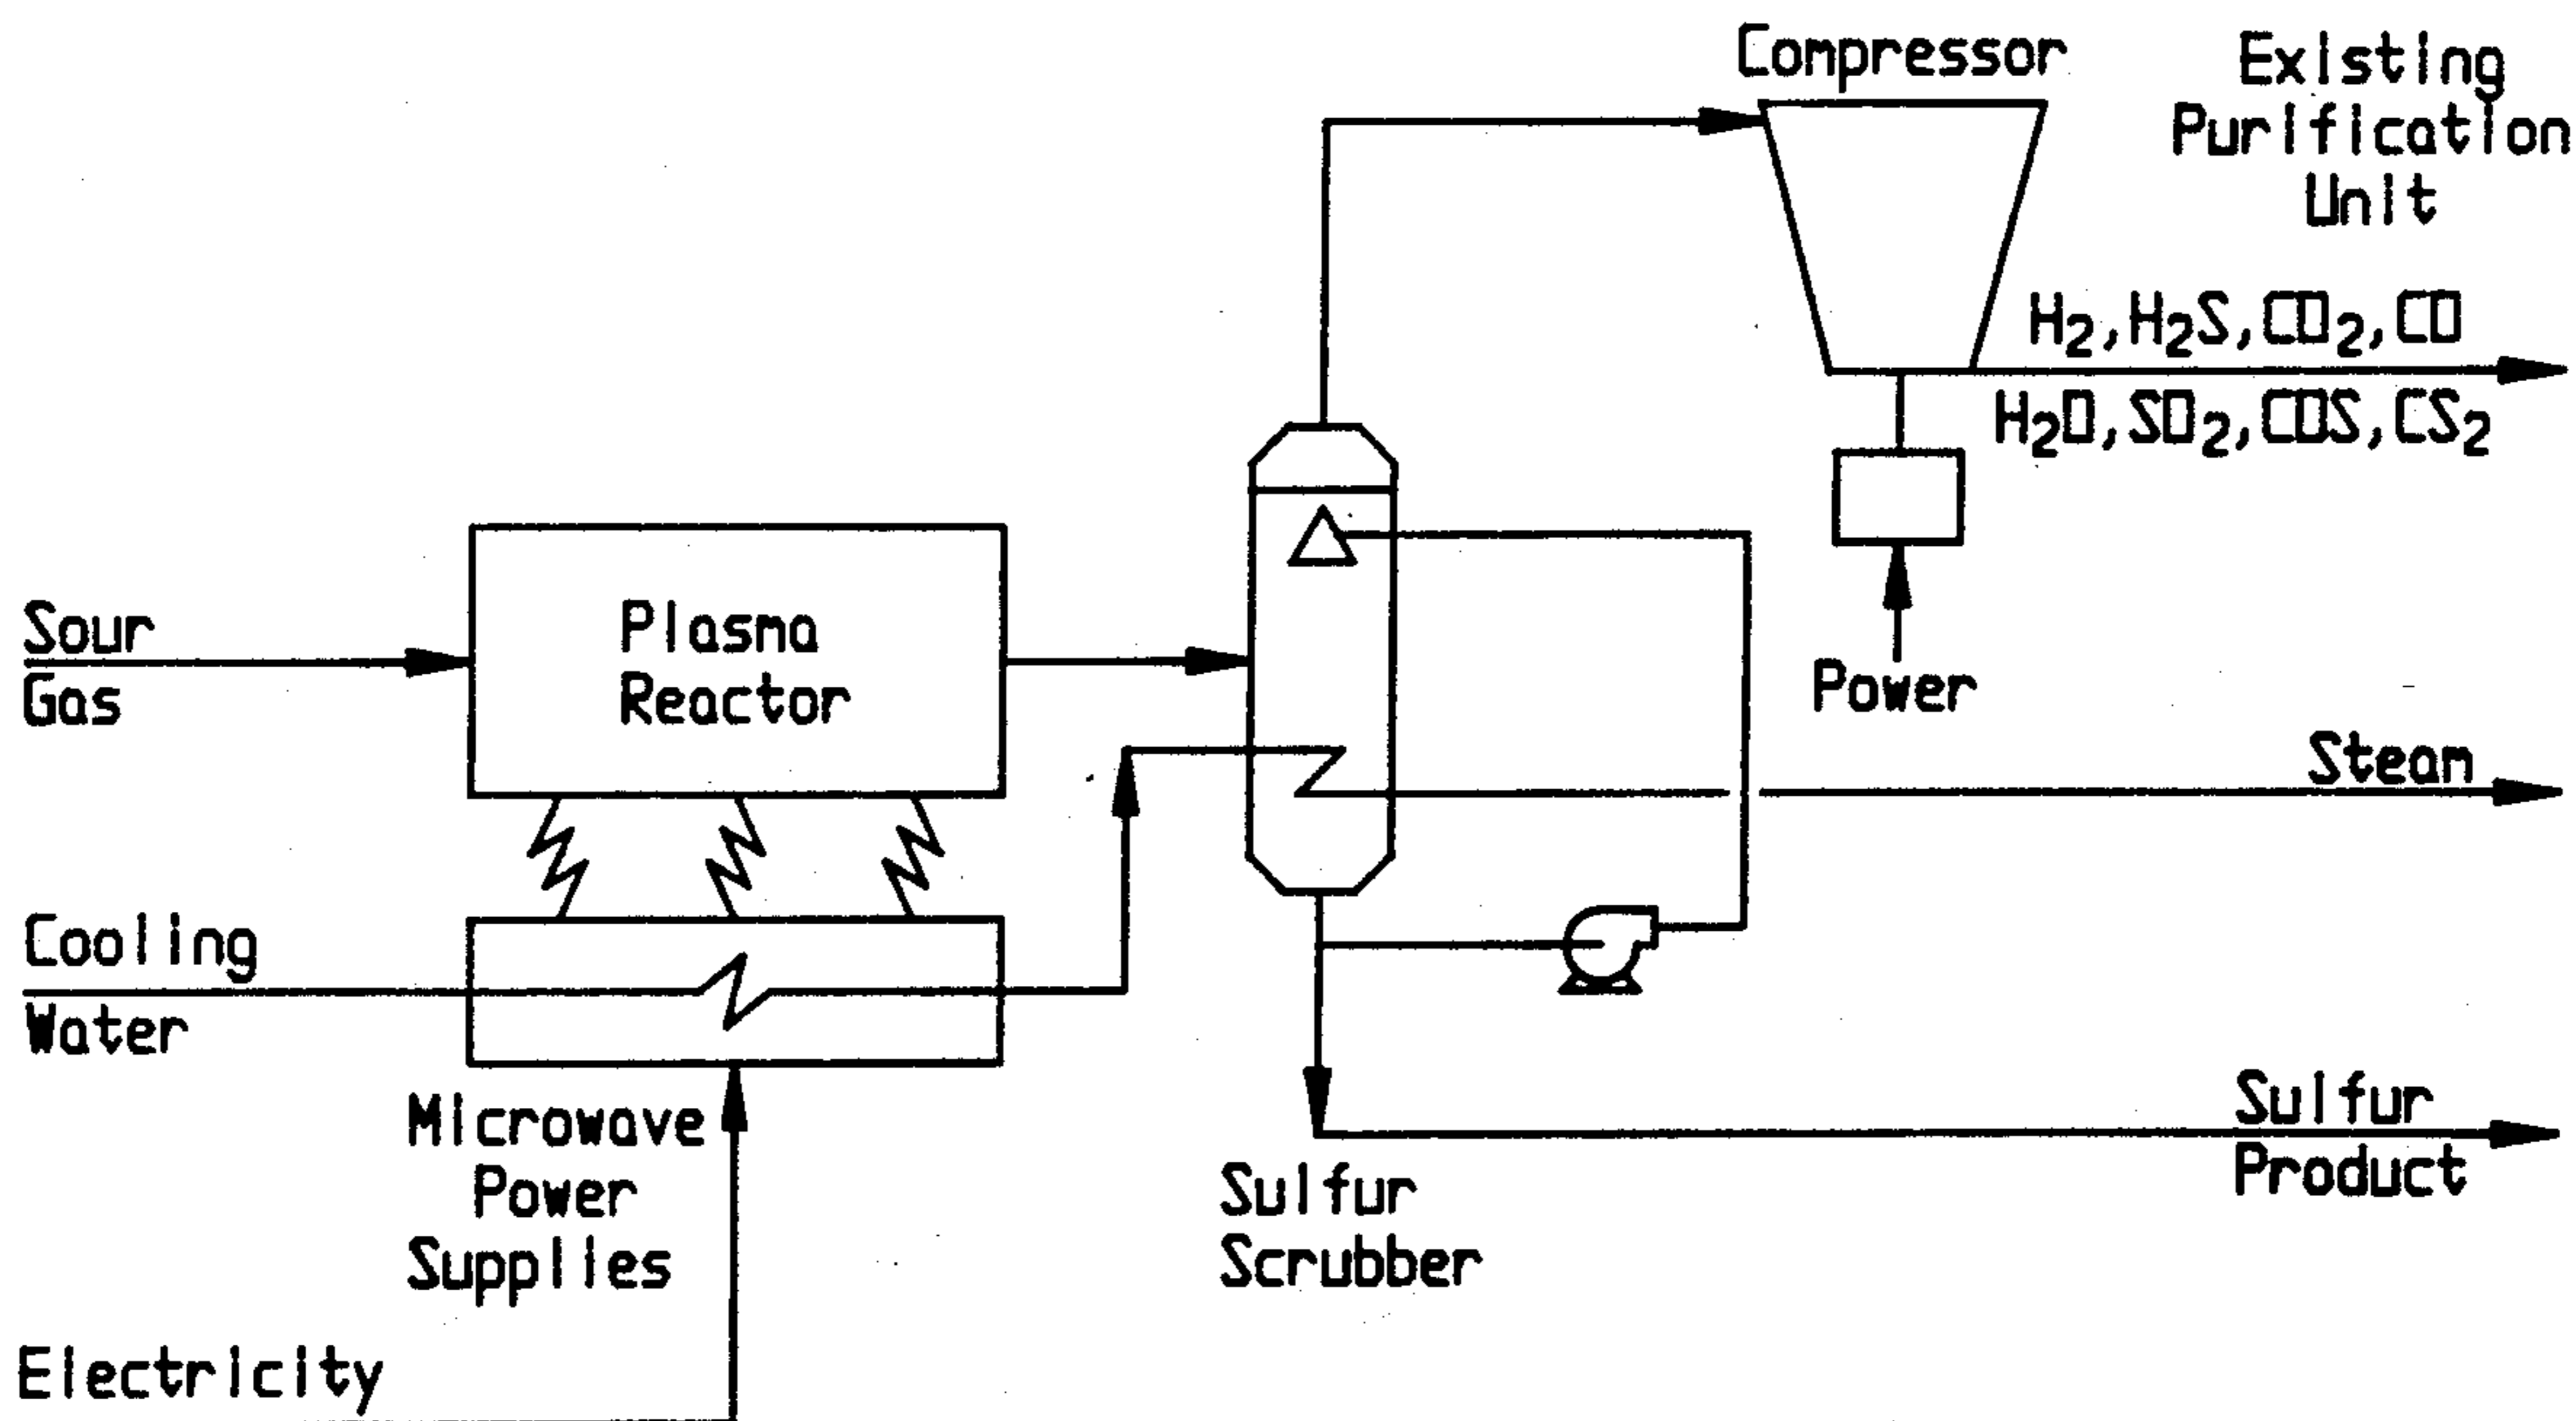 Compressor
Existing
Purification
Unit
H₂, H₂S, CO₂, CO
H₂O, SO₂, COS, CS₂
Sour
Gas
Plasma
Reactor
Power
Steam
Cooling
Water
Microwave
Power
Supplies
Sulfur
Scrubber
Sulfur
Product
Electricity